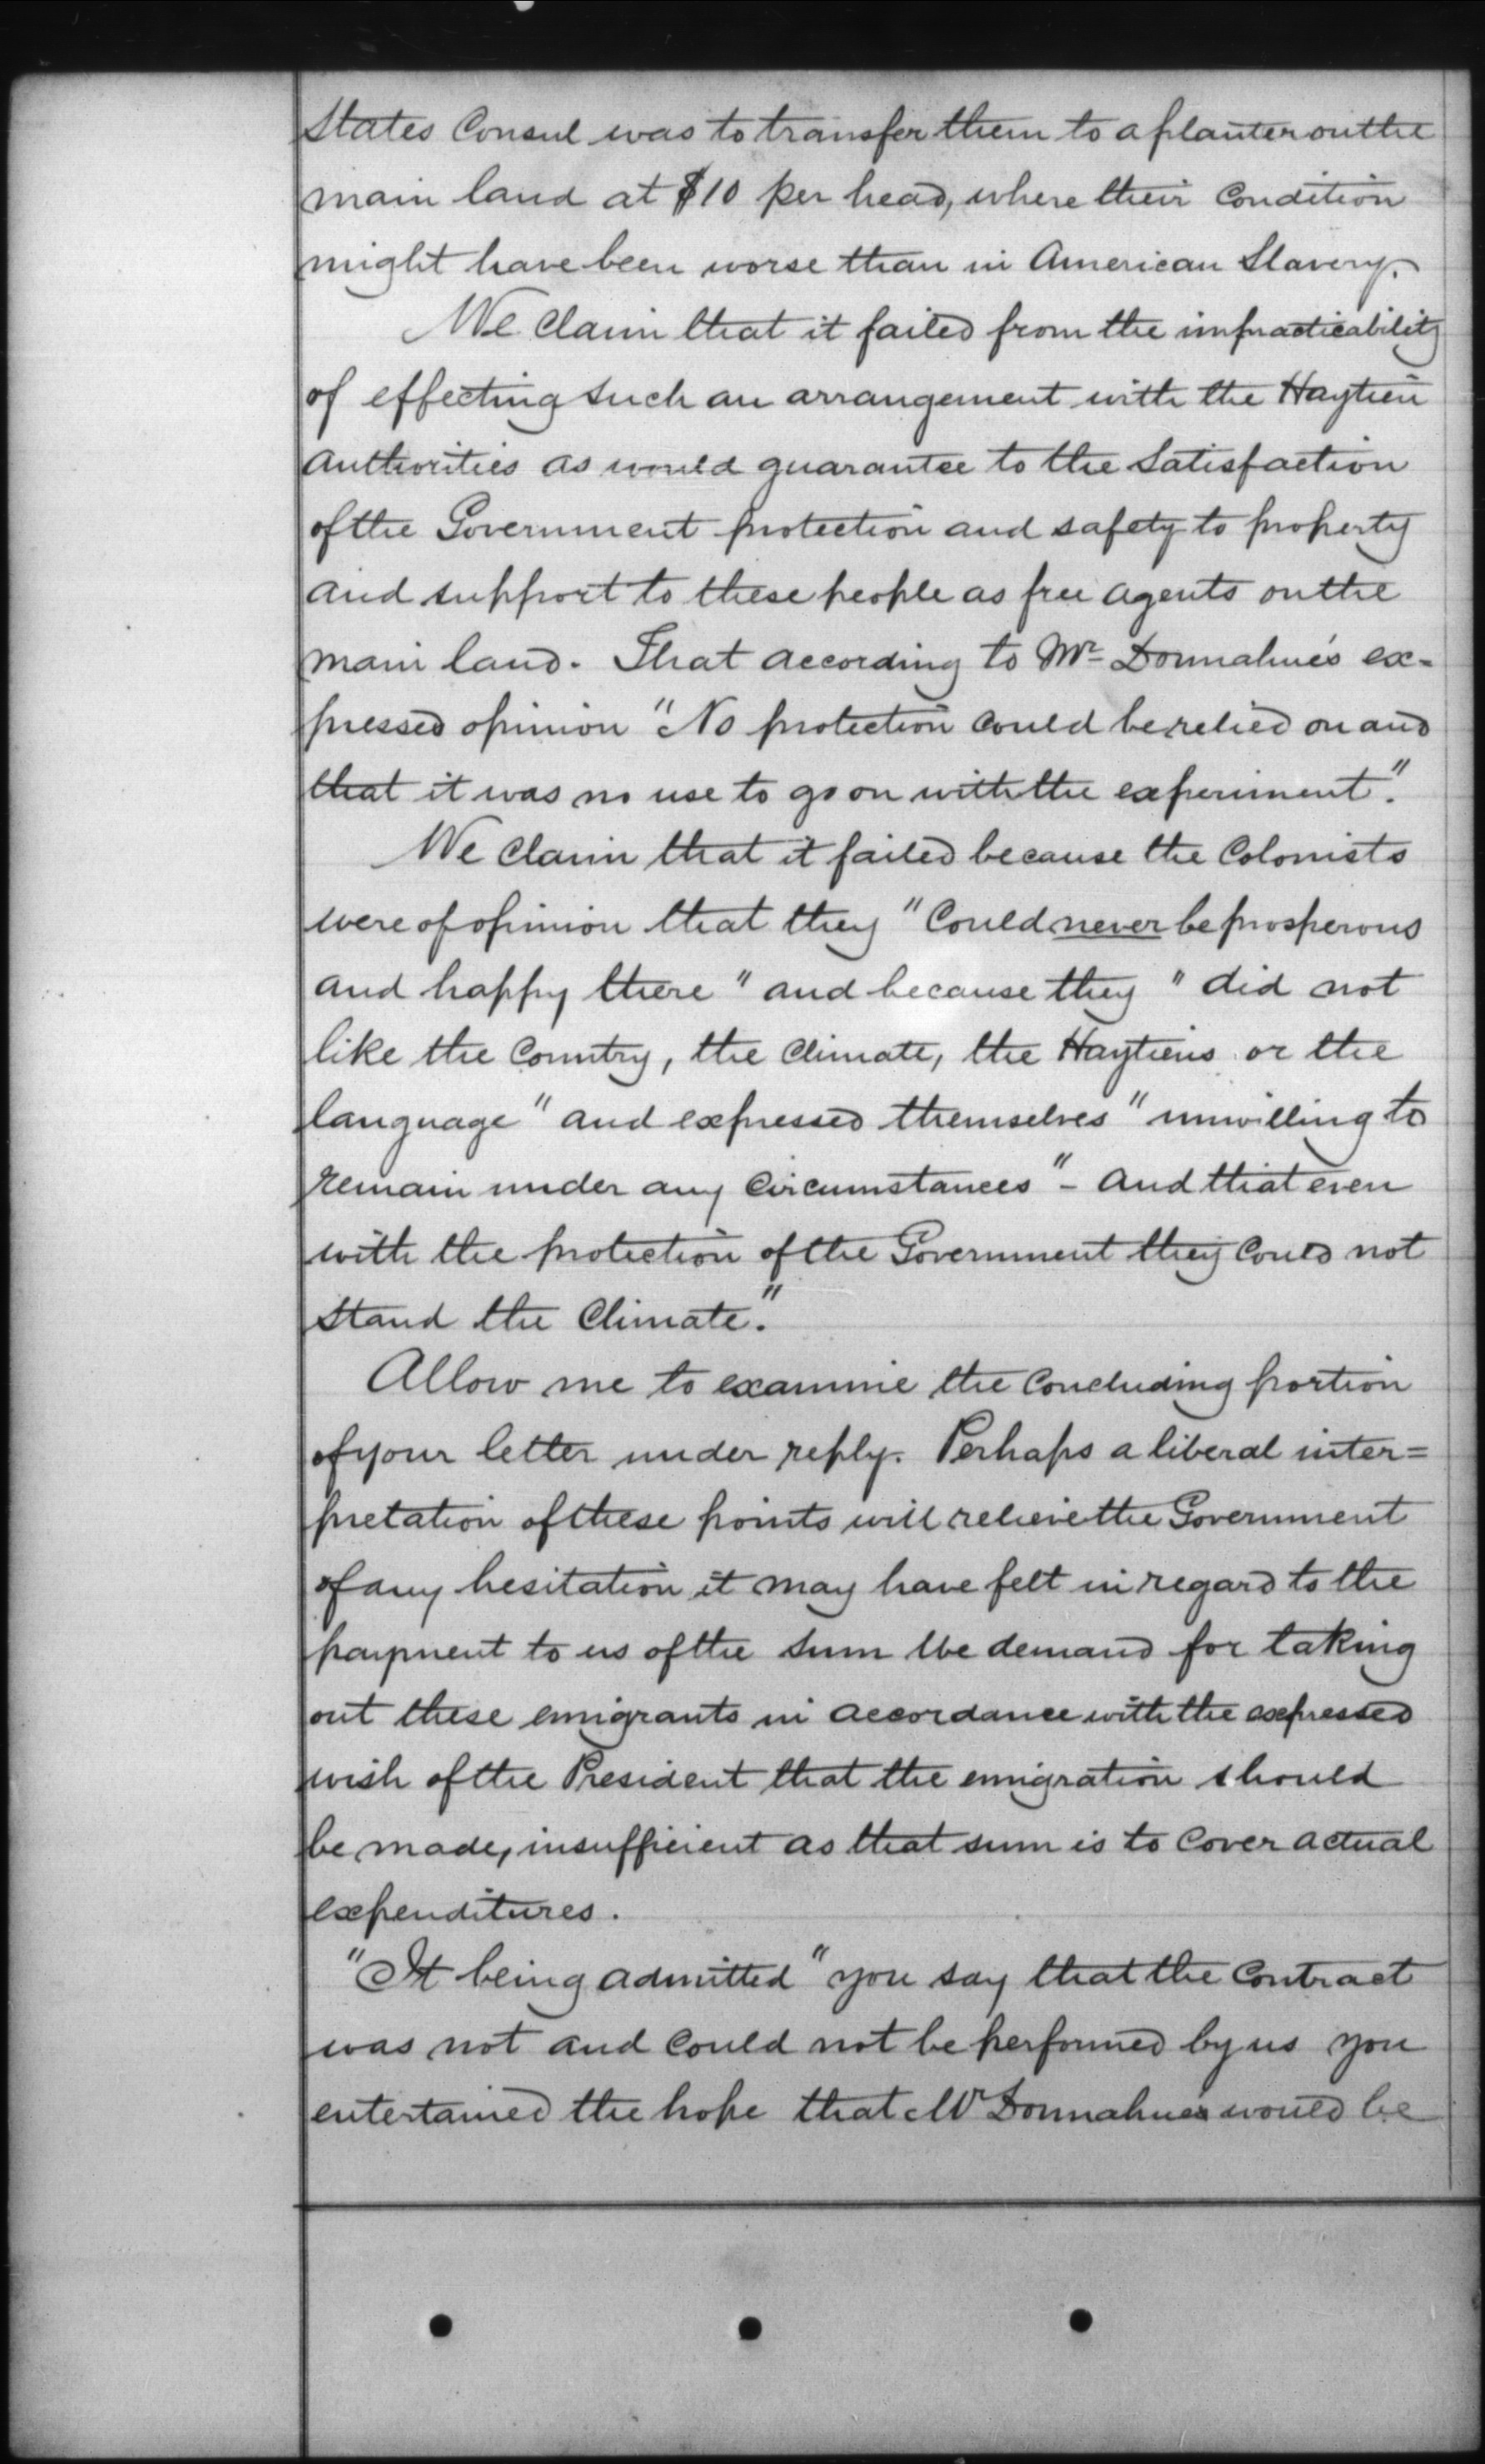 States Consul was to transfer them to a planter on the
main land at $10 per head, where their Condition
might have been worse than in American Slavery.
We Claim that it failed from the impracticability
of effecting such an arrangement with the Haytien
Authorities as would guarantee to the Satisfaction
of the Government protection and safety to property
and support to these people as free agents on the
main land. That according to Mr Donnahue's ex-
pressed opinion "No protection could be relied on and
that it was no use to go on with the experiment."
We Claim that it failed because the Colonists
were of opinion that they "Could never be prosperous
and happy there" and because they "did not
like the Country, the Climate, the Haytiens or the
language" and expressed themselves "unwilling to
remain under any Circumstances" - and that even
with the protection of the Government they Could not
Stand the Climate."
Allow me to examine the Concluding portion
of your letter under reply. Perhaps a liberal inter=
pretation of these points will relieve the Government
of any hesitation it may have felt in regard to the
payment to us of the Sum We demand for taking
out these emigrants in accordance with the expressed
wish of the President that the emigration should
be made, insufficient as that sum is to Cover actual
expenditures.
"It being admitted" you say that the Contract
was not and Could not be performed by us you
entertained the hope that Mr Donnahues would be